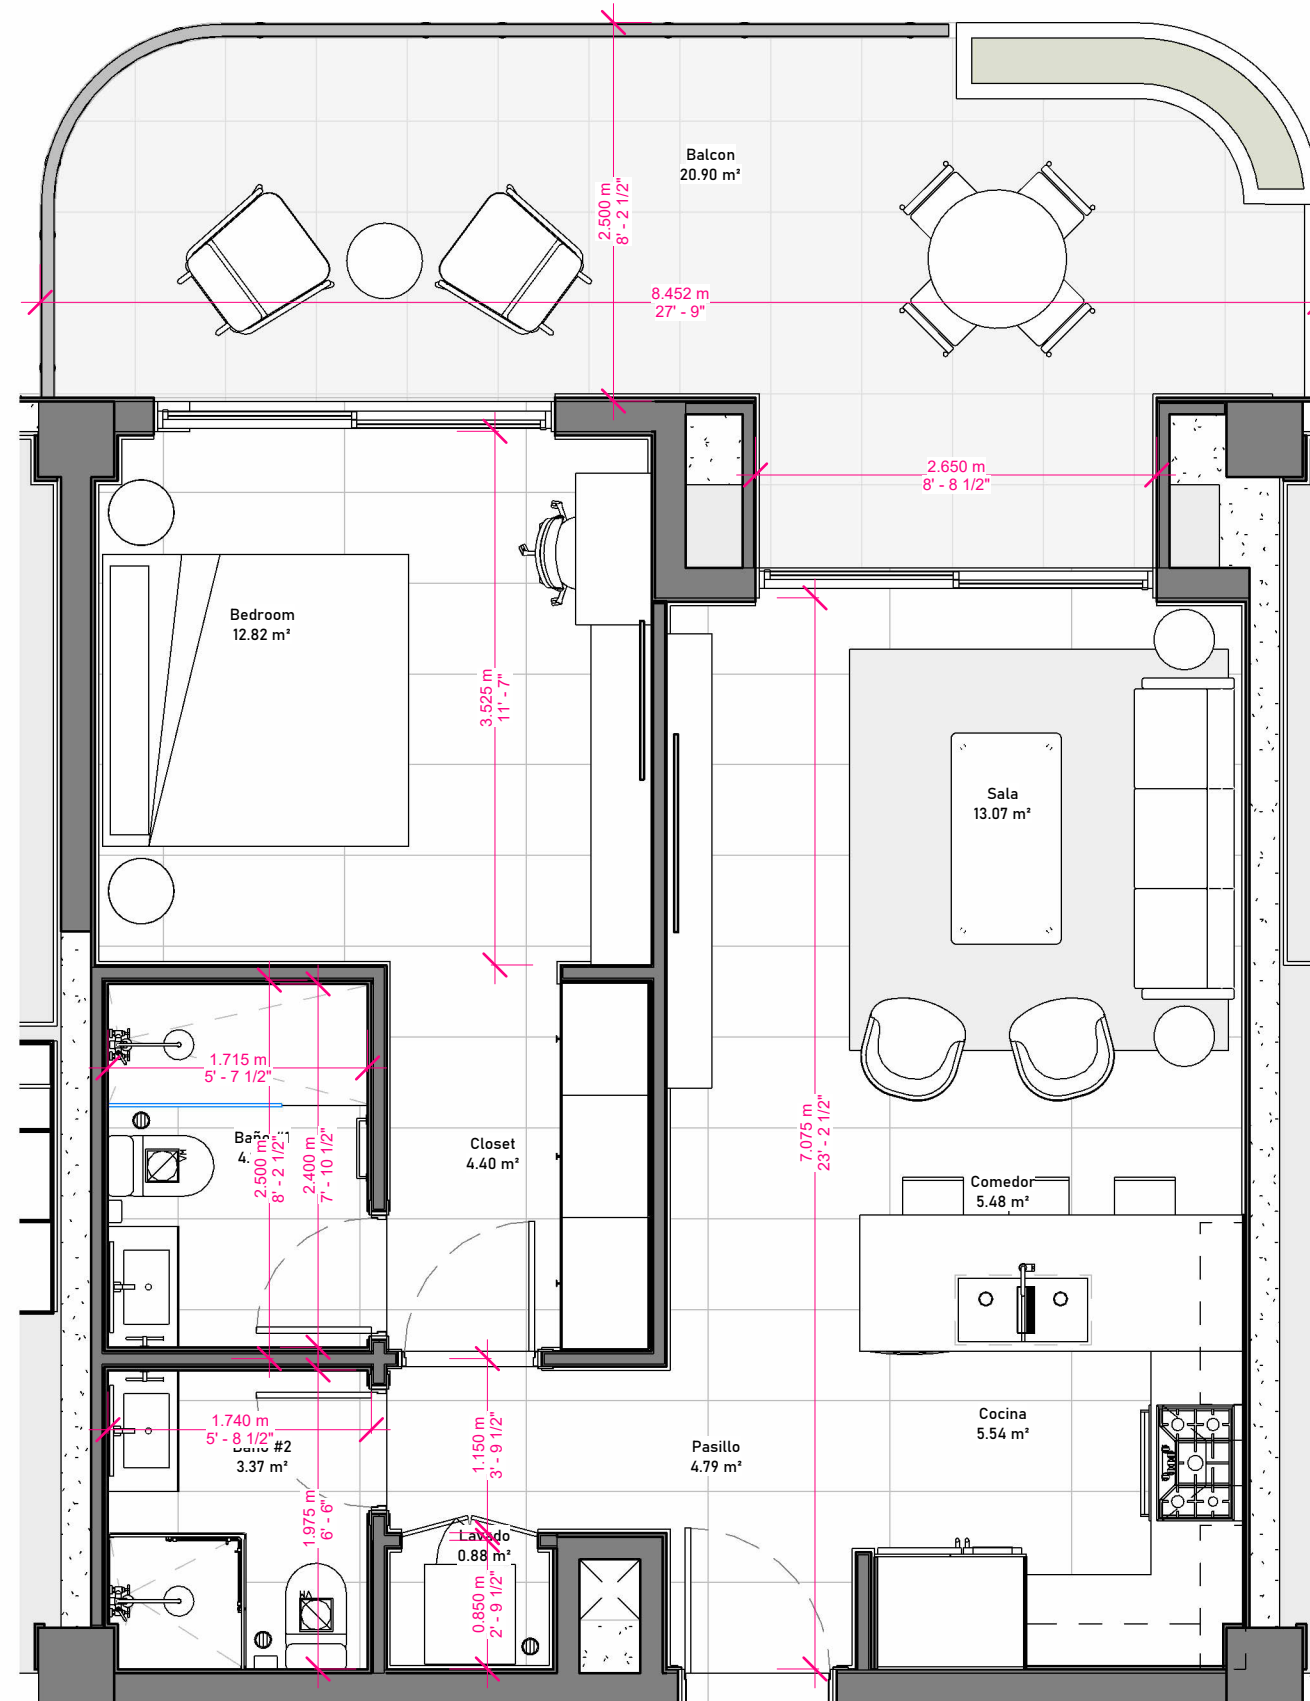 Balcon
20.90 m²
2.500 m
8' - 2 1/2"
8.452 m
27' - 9"
2.650 m
8' - 8 1/2"
Bedroom
12.82 m²
3.525 m
11' - 7"
Sala
13.07 m²
1.715 m
5' - 7 1/2"
2.500 m
8' - 2 1/2"
2.400 m
7' - 10 1/2"
Closet
4.40 m²
7.075 m
23' - 2 1/2"
Comedor
5.48 m²
1.740 m
5' - 8 1/2"
#2
3.37 m²
1.975 m
6' - 6"
1.150 m
3' - 9 1/2"
Pasillo
4.79 m²
Cocina
5.54 m²
Lavado
0.88 m²
0.850 m
2' - 9 1/2"